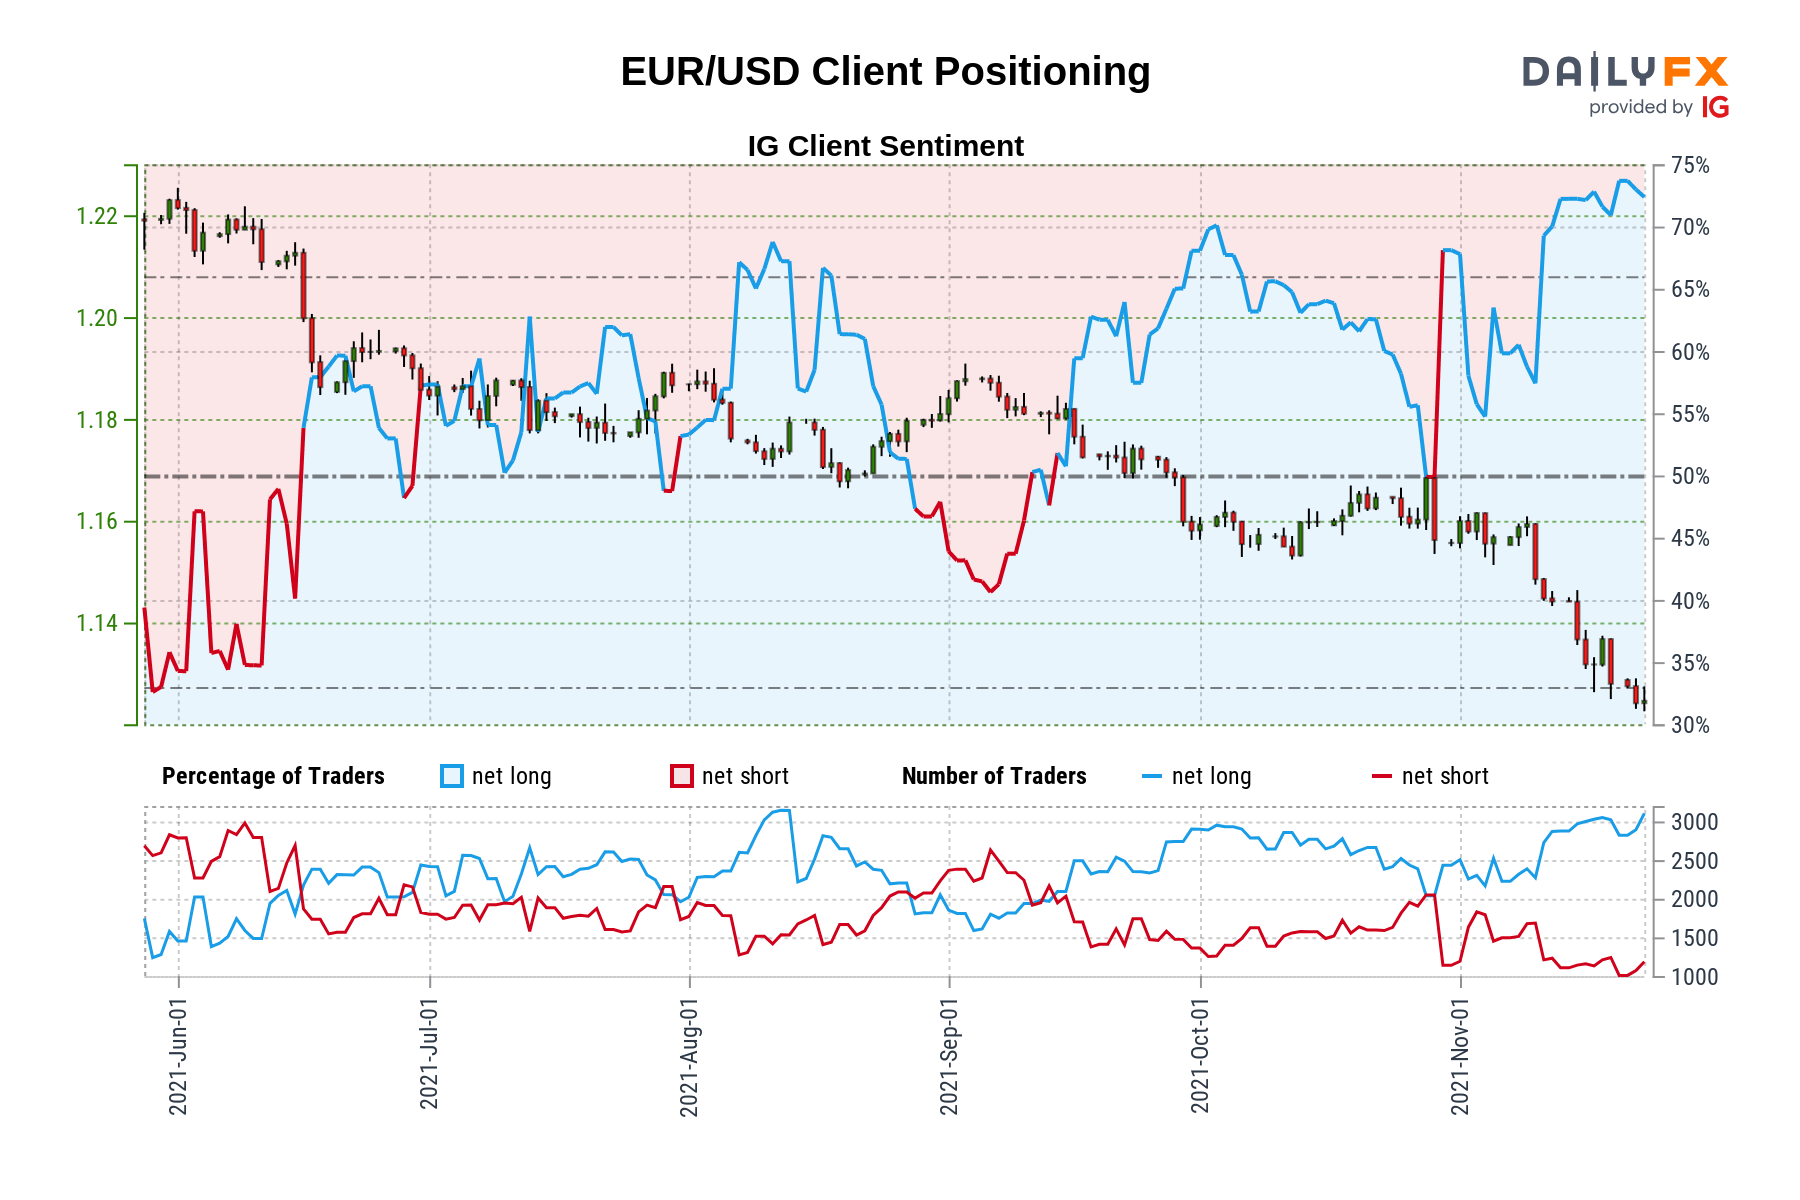 EUR/USD Client Positioning
DAILYFX
provided by IG
IG Client Sentiment
1.22
1.20
1.18
1.16
1.14
75%
70%
65%
60%
55%
50%
45%
40%
35%
30%
Percentage of Traders net long net short Number of Traders net long net short
3000
2500
2000
1500
1000
2021-Jun-01
2021-Jul-01
2021-Aug-01
2021-Sep-01
2021-Oct-01
2021-Nov-01